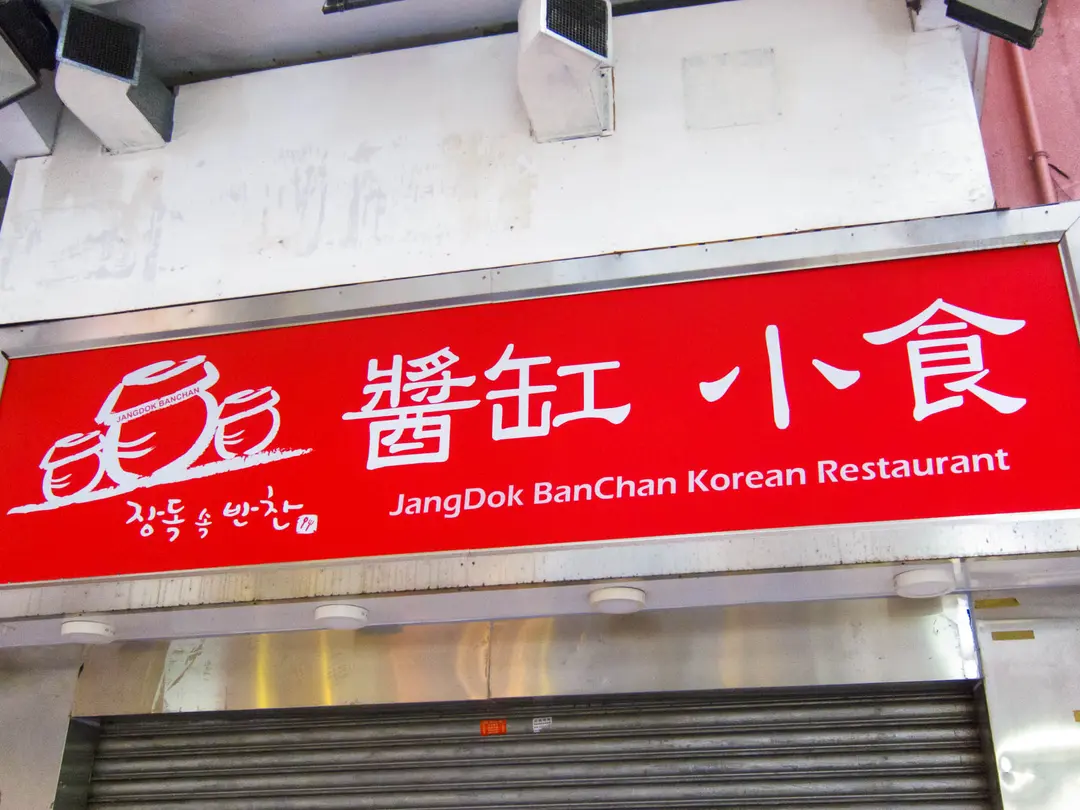 JANGDOK BANCHAN
장독 속 반찬
醬缸 小食
JangDok BanChan Korean Restaurant